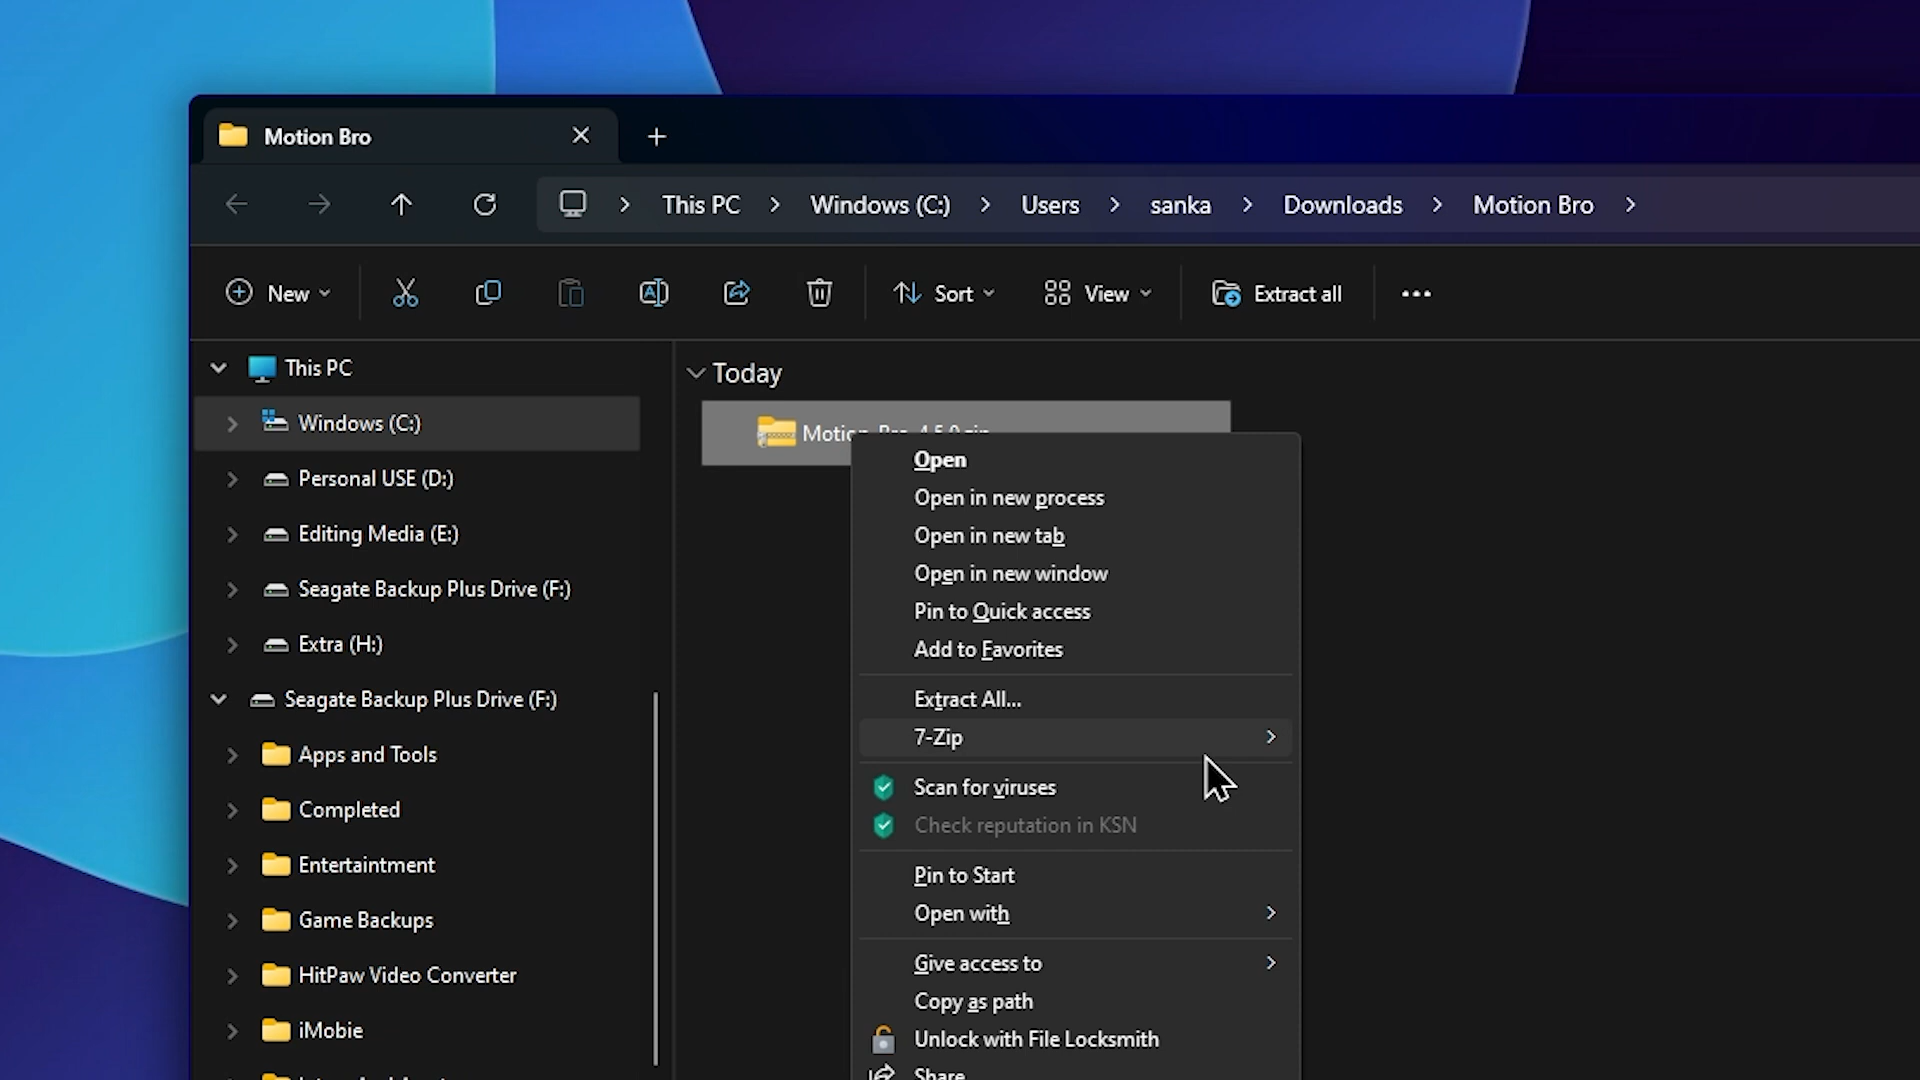 Motion Bro
This PC > Windows (C:) > Users > sanka > Downloads > Motion Bro >
New Sort View Extract all
This PC
Windows (C:)
Personal USE (D:)
Editing Media (E:)
Seagate Backup Plus Drive (F:)
Extra (H:)
Seagate Backup Plus Drive (F:)
Apps and Tools
Completed
Entertaintment
Game Backups
HitPaw Video Converter
iMobie
Today
Motion_Bro_4.5.0.zip
Open
Open in new process
Open in new tab
Open in new window
Pin to Quick access
Add to Favorites
Extract All...
7-Zip
Scan for viruses
Check reputation in KSN
Pin to Start
Open with
Give access to
Copy as path
Unlock with File Locksmith
Share